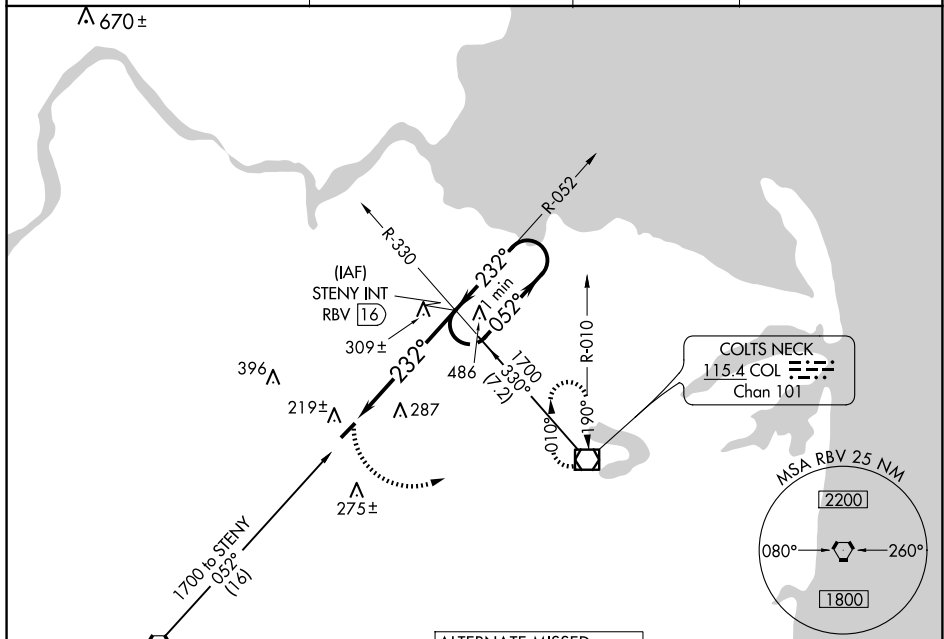 670 ±
R-052
R-330
232°
1 min
052°
(IAF)
STENY INT
RBV 16
309 ±
486
232°
1700
330°
(7.2)
R-010
COLTS NECK
115.4 COL
Chan 101
396
219 ±
287
010°
190°
275 ±
1700 to STENY
052°
(16)
MSA RBV 25 NM
2200
080°
260°
1800
ALTERNATE MISSED